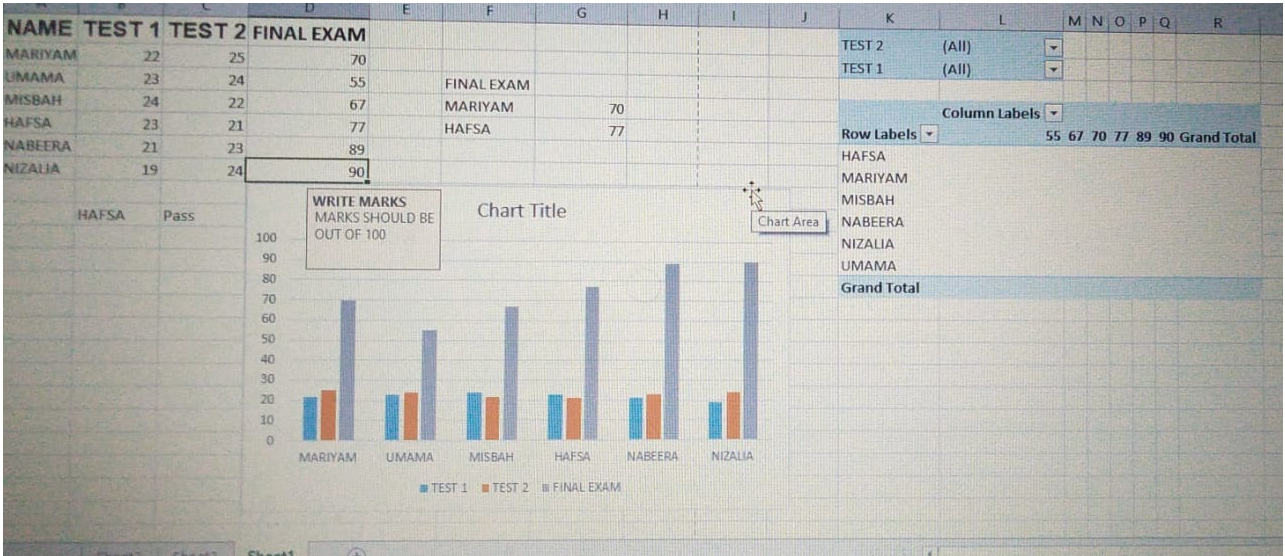 D E F G H I J K L M N O P Q R
NAME TEST 1 TEST 2 FINAL EXAM
MARIYAM 22 25 70
UMAMA 23 24 55
MISBAH 24 22 67
HAFSA 23 21 77
NABEERA 21 23 89
NIZALIA 19 24 90
HAFSA Pass
FINAL EXAM
MARIYAM 70
HAFSA 77
WRITE MARKS
MARKS SHOULD BE
OUT OF 100
Chart Title
Chart Area
100
90
80
70
60
50
40
30
20
10
0
MARIYAM UMAMA MISBAH HAFSA NABEERA NIZALIA
TEST 1 TEST 2 FINAL EXAM
TEST 2 (All)
TEST 1 (All)
Column Labels
Row Labels 55 67 70 77 89 90 Grand Total
HAFSA
MARIYAM
MISBAH
NABEERA
NIZALIA
UMAMA
Grand Total
Sheet1